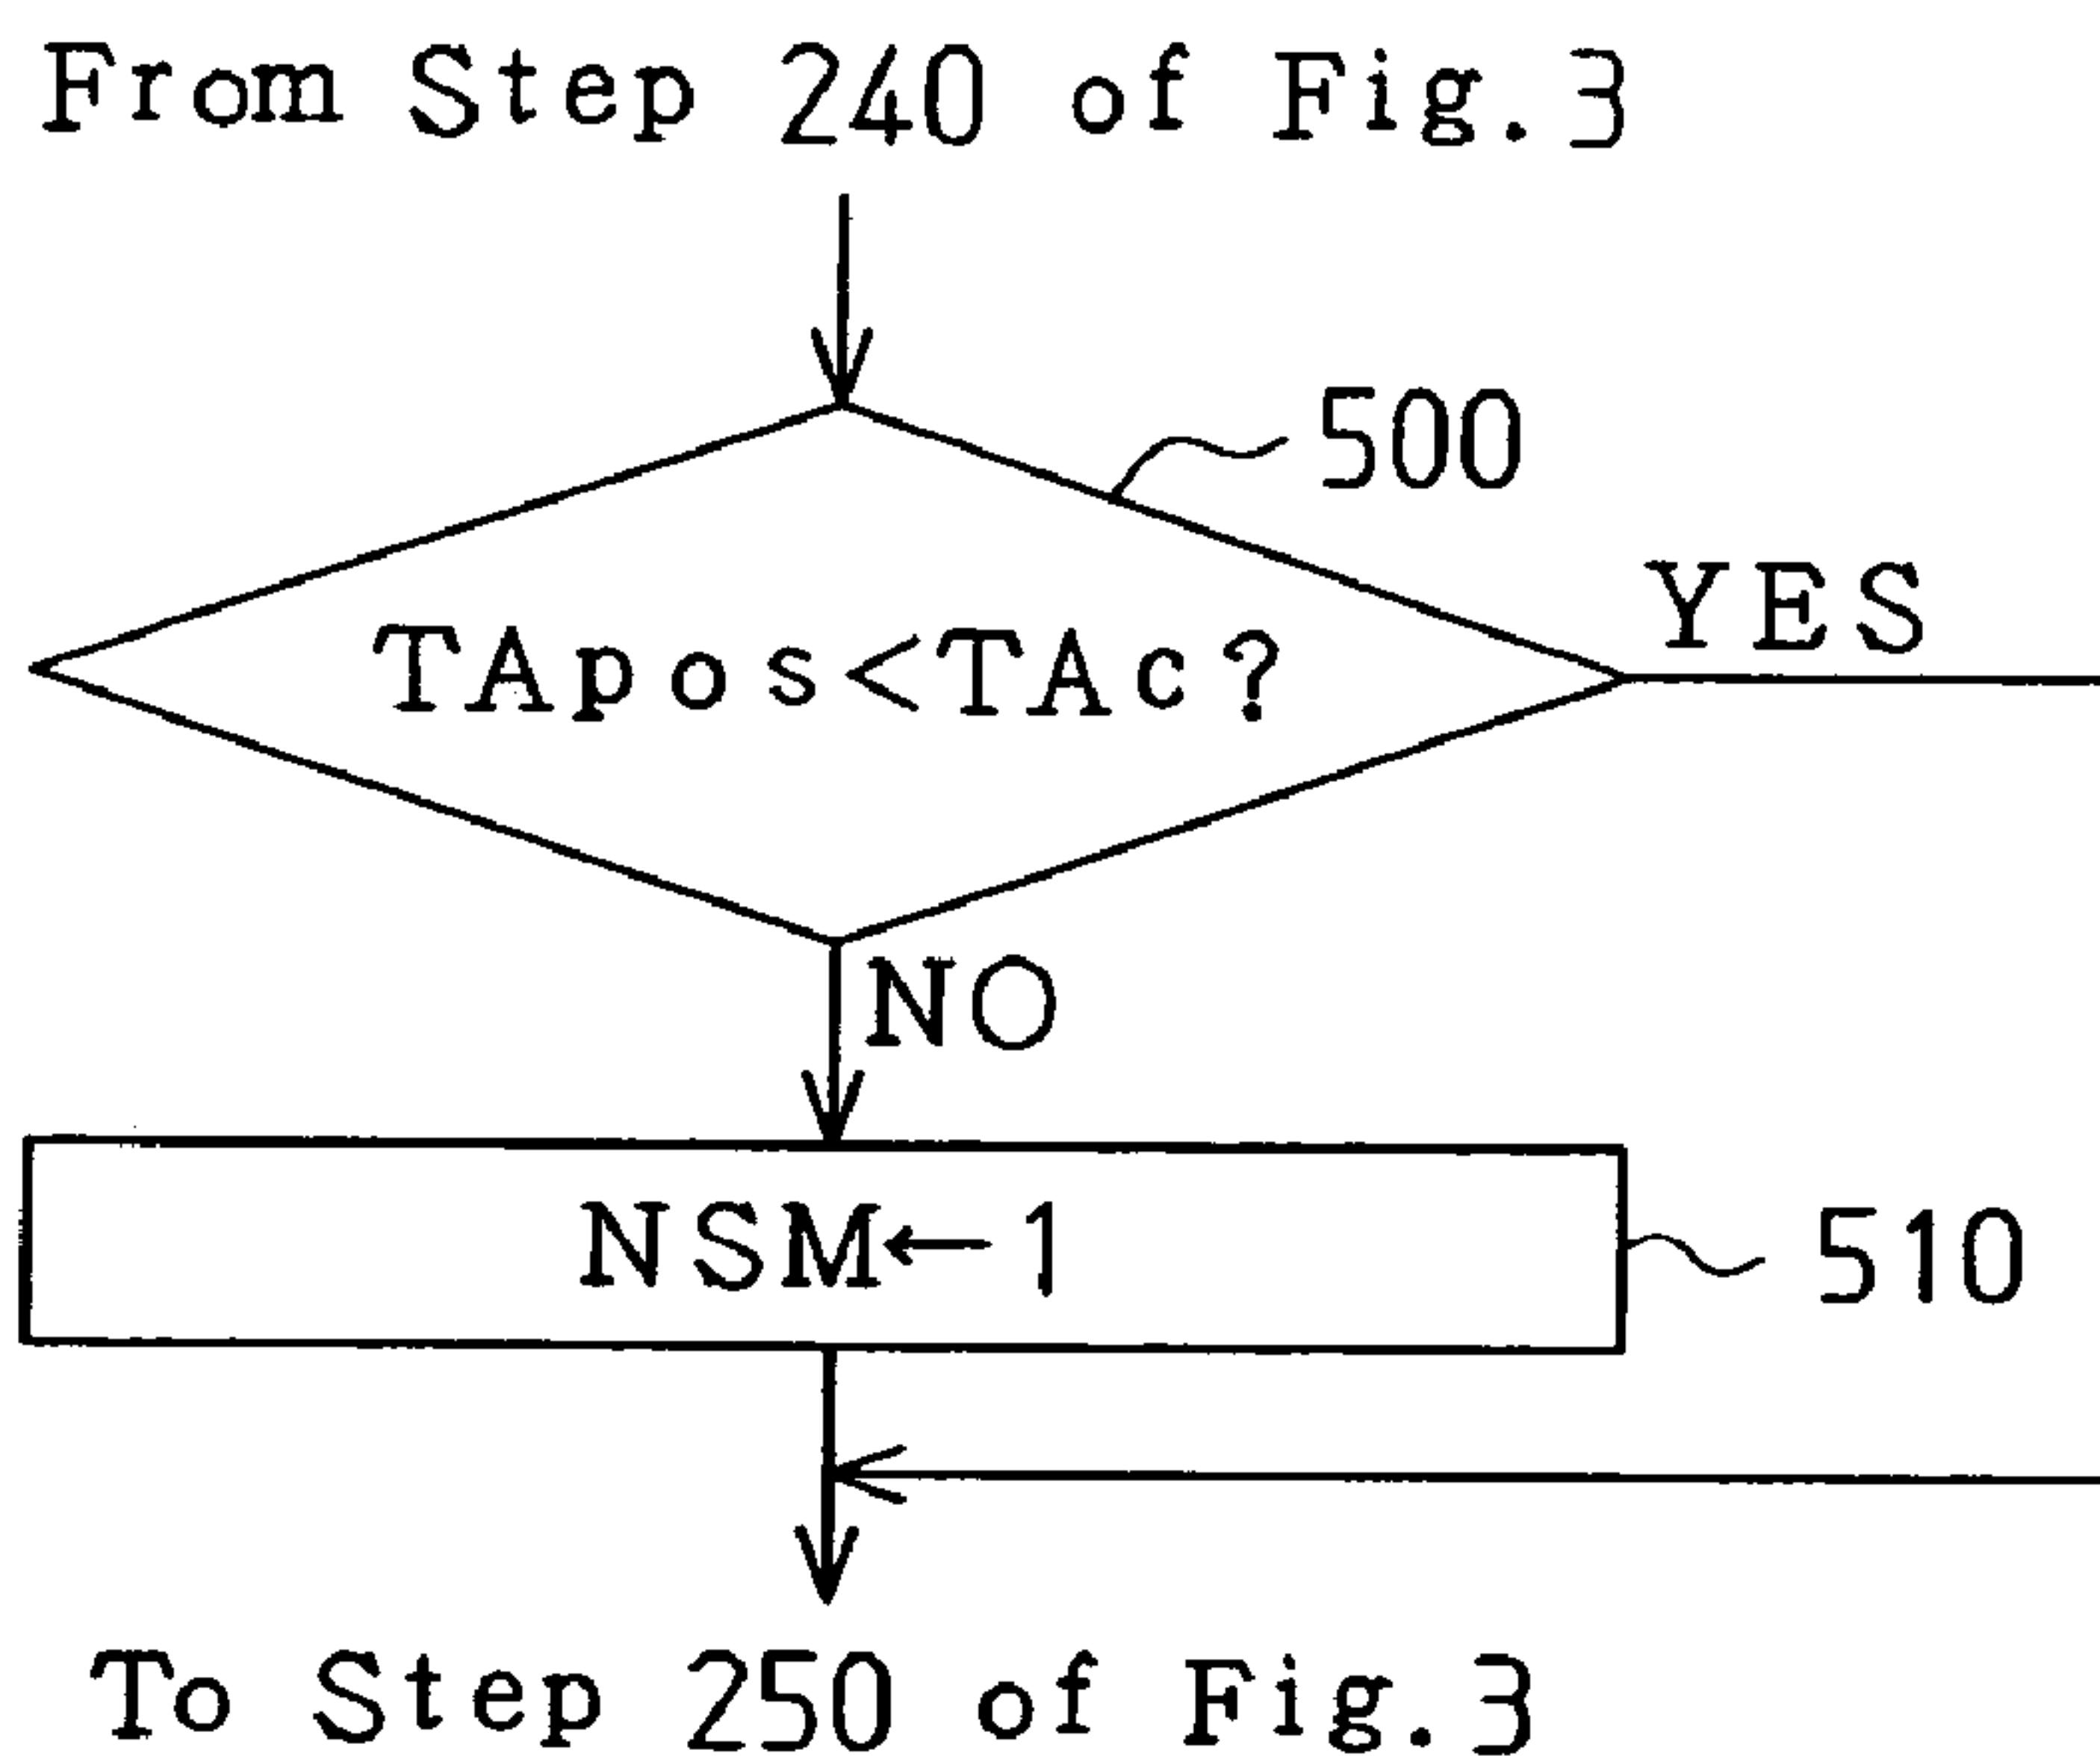 From Step 240 of Fig.3
500
YES
TApos<TAc?
NO
NSM←1
510
To Step 250 of Fig.3